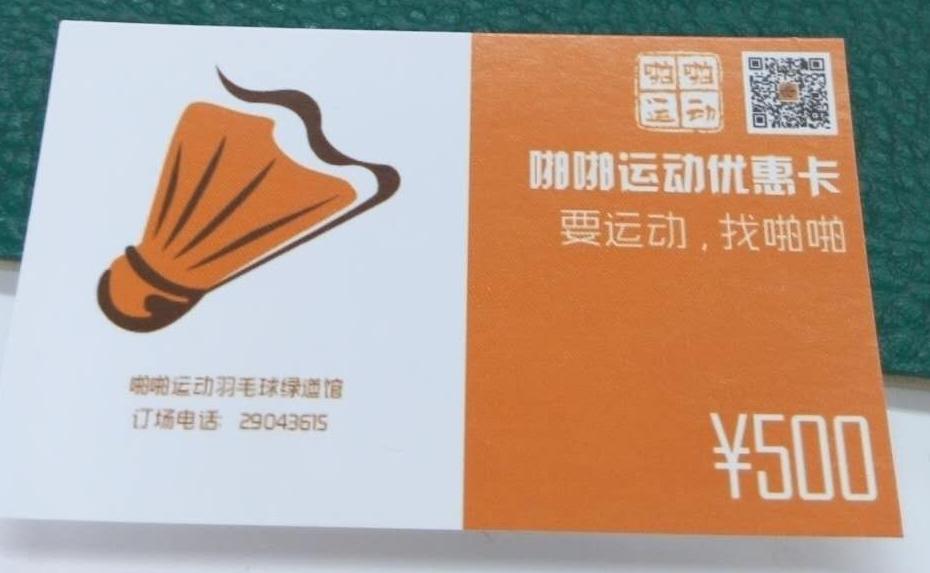 啪啪
运动
啪啪运动优惠卡
要运动，找啪啪
¥500
啪啪运动羽毛球绿道馆
订场电话: 29043615